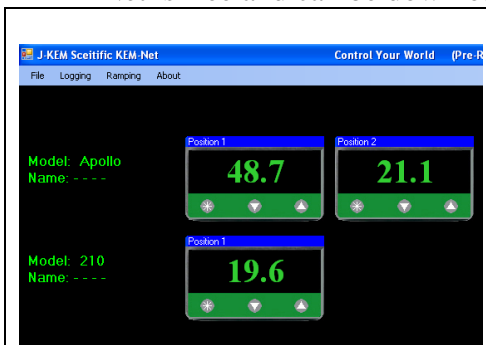 J-KEM Sceitific KEM-Net Control Your World (Pre-R
File Logging Ramping About
Position 1 Position 2
Model: Apollo
Name: - - - -
48.7 21.1
Position 1
Model: 210
Name: - - - -
19.6